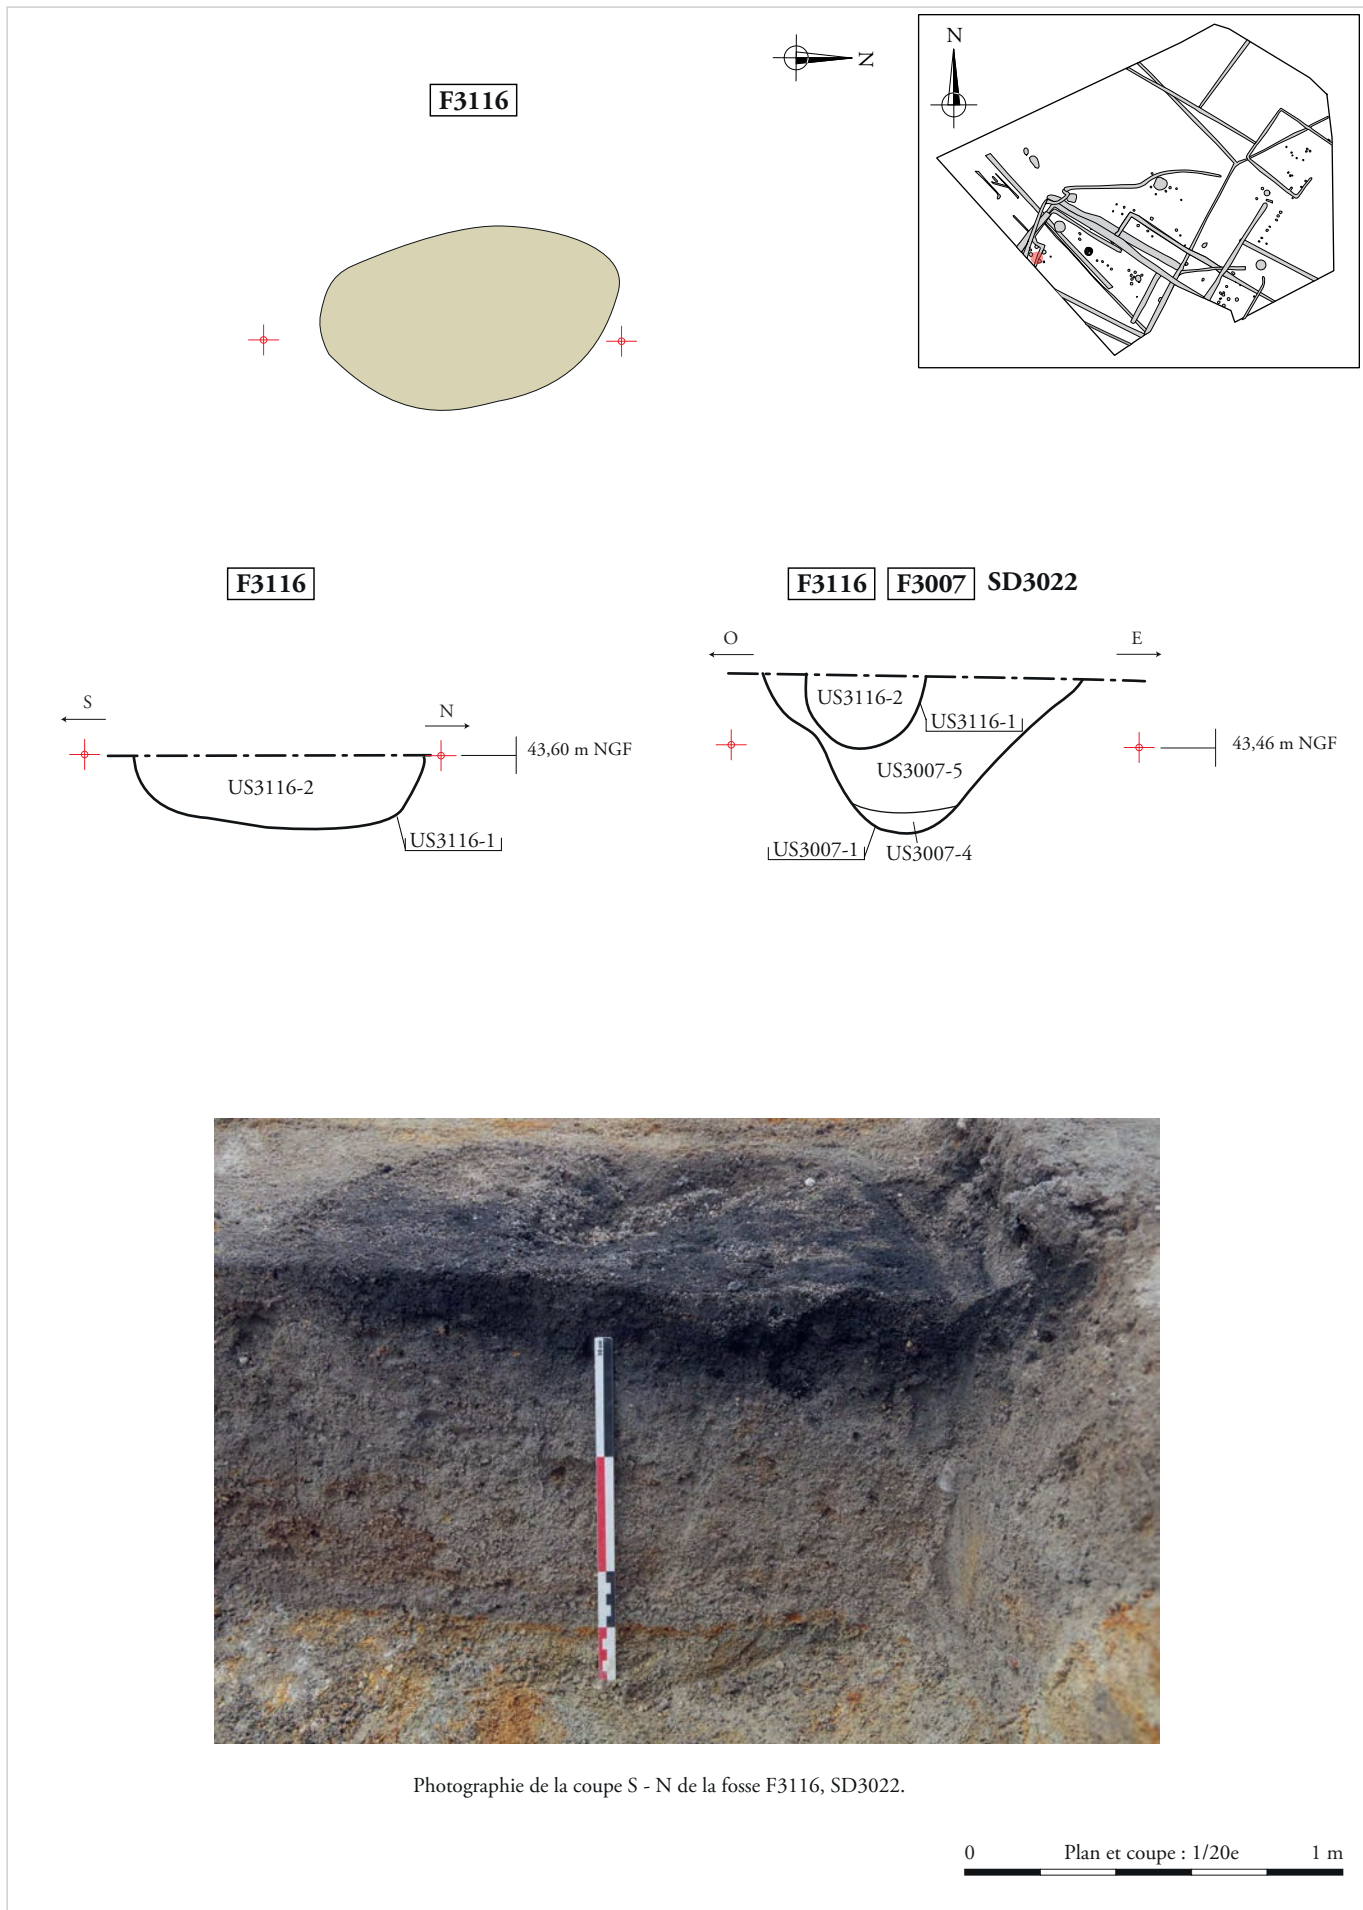 N
N
F3116
F3116
F3116 F3007 SD3022
O
E
S
N
US3116-2
US3116-1
43,60 m NGF
43,46 m NGF
US3116-2
US3007-5
US3116-1
US3007-1
US3007-4
Photographie de la coupe S - N de la fosse F3116, SD3022.
0 Plan et coupe : 1/20e 1 m